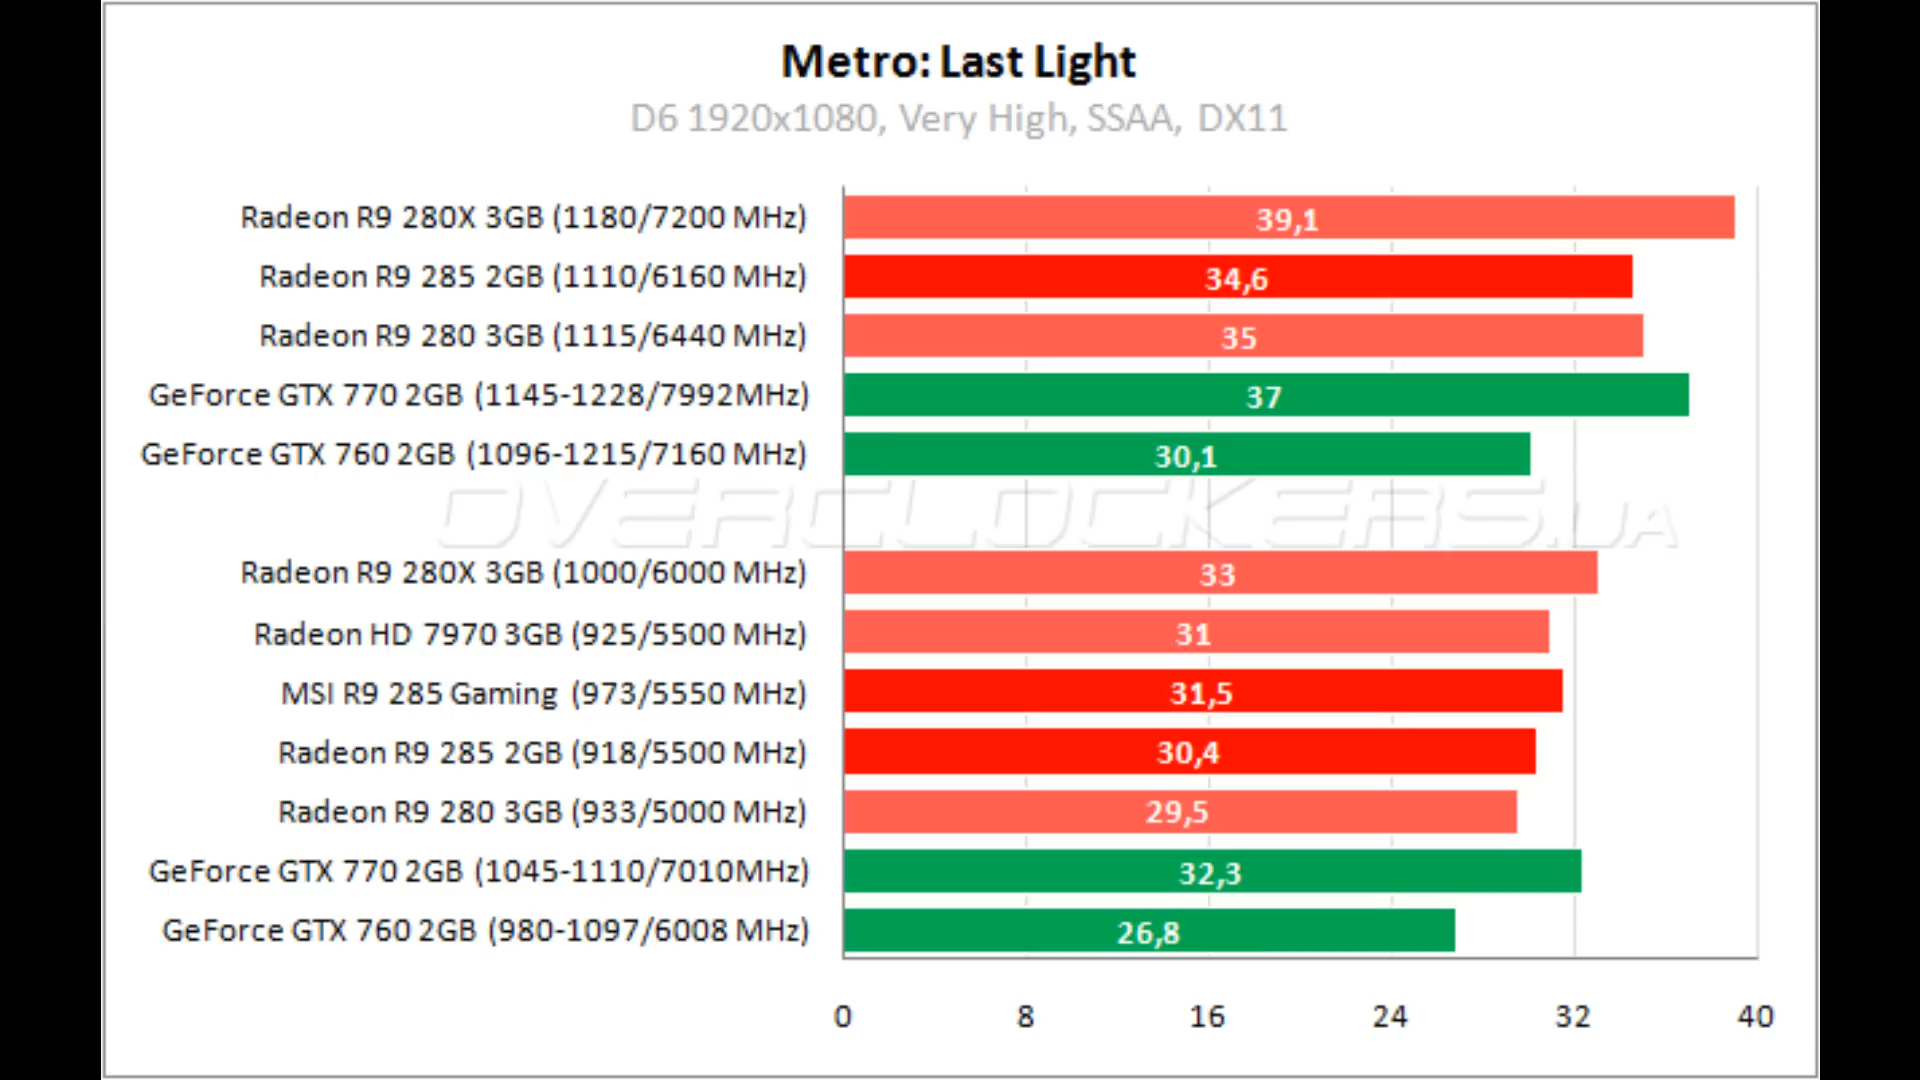 Metro: Last Light
D6 1920x1080, Very High, SSAA, DX11
Radeon R9 280X 3GB (1180/7200 MHz) 39,1
Radeon R9 285 2GB (1110/6160 MHz) 34,6
Radeon R9 280 3GB (1115/6440 MHz) 35
GeForce GTX 770 2GB (1145-1228/7992MHz) 37
GeForce GTX 760 2GB (1096-1215/7160 MHz) 30,1
OVERCLOCKERS.UA
Radeon R9 280X 3GB (1000/6000 MHz) 33
Radeon HD 7970 3GB (925/5500 MHz) 31
MSI R9 285 Gaming (973/5550 MHz) 31,5
Radeon R9 285 2GB (918/5500 MHz) 30,4
Radeon R9 280 3GB (933/5000 MHz) 29,5
GeForce GTX 770 2GB (1045-1110/7010MHz) 32,3
GeForce GTX 760 2GB (980-1097/6008 MHz) 26,8
0 8 16 24 32 40